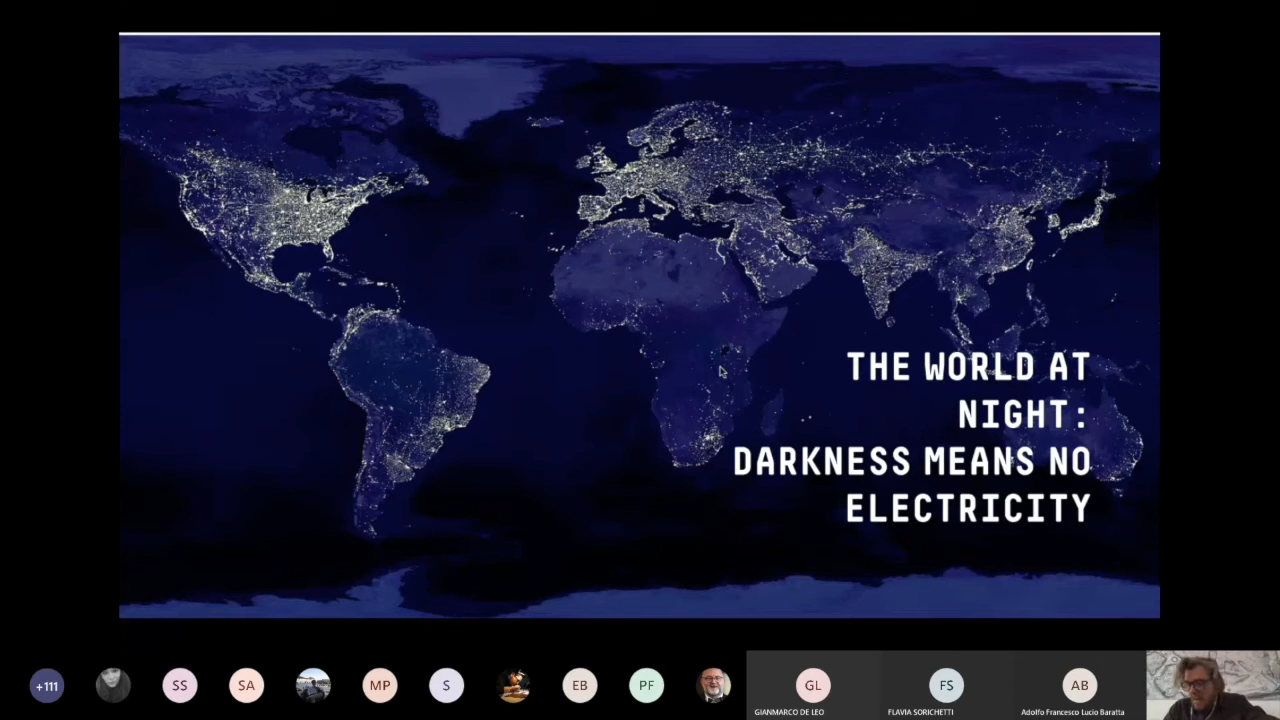 THE WORLD AT
NIGHT:
DARKNESS MEANS NO
ELECTRICITY
+111
SS
SA
MP
S
EB
PF
GL
FS
AB
GIANMARCO DE LEO
FLAVIA SORICHETTI
Adolfo Francesco Lucio Baratta